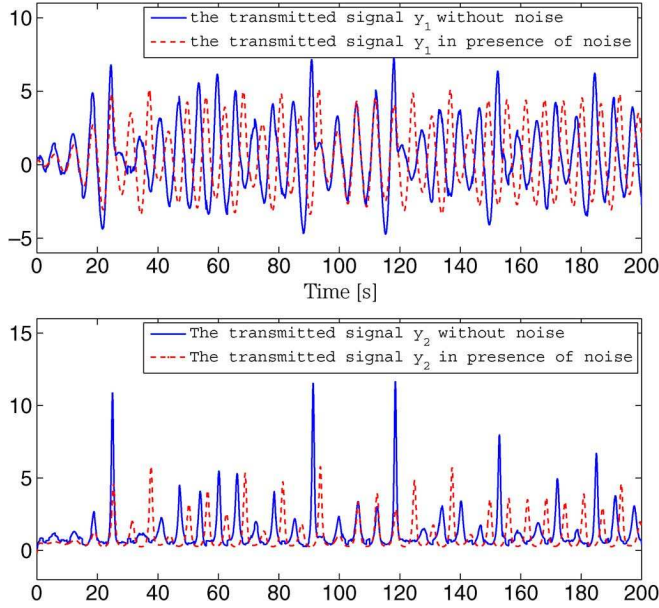 the transmitted signal y1 without noise
the transmitted signal y1 in presence of noise
10
5
0
−5
0 20 40 60 80 100 120 140 160 180 200
Time [s]
The transmitted signal y2 without noise
The transmitted signal y2 in presence of noise
15
10
5
0
0 20 40 60 80 100 120 140 160 180 200